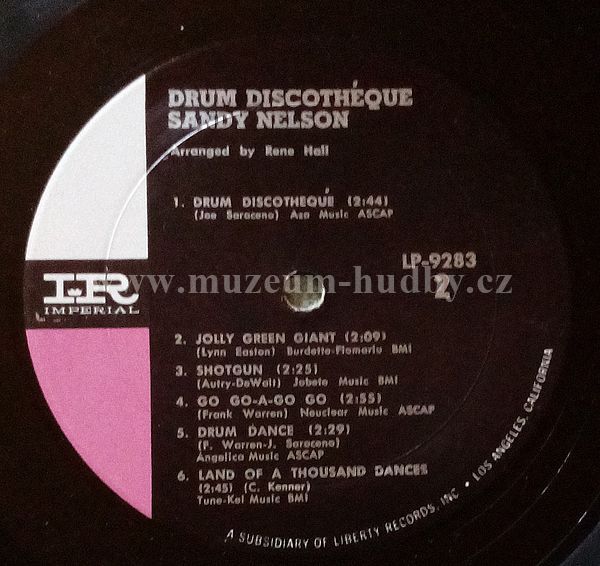 DRUM DISCOTHÉQUE
SANDY NELSON
Arranged by Rene Hall
1. DRUM DISCOTHEQUÉ (2:44)
(Joe Saraceno) Asa Music ASCAP
LP-9283
2
www.muzeum-hudby.cz
IR
IMPERIAL
2. JOLLY GREEN GIANT (2:09)
(Lynn Easton) Burdette-Flomarlu BMI
3. SHOTGUN (2:25)
(Autry-DeWalt) Jobete Music BMI
4. GO GO-A-GO GO (2:55)
(Frank Warren) Neuclear Music ASCAP
5. DRUM DANCE (2:29)
(F. Warren-J. Saraceno)
Angelica Music ASCAP
6. LAND OF A THOUSAND DANCES
(2:45) (C. Kenner)
Tune-Kel Music BMI
A SUBSIDIARY OF LIBERTY RECORDS, INC • LOS ANGELES, CALIFORNIA